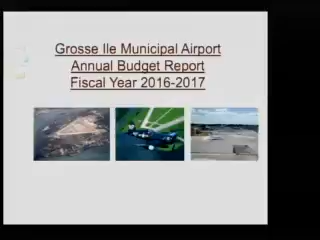 Grosse Ile Municipal Airport
Annual Budget Report
Fiscal Year 2016-2017